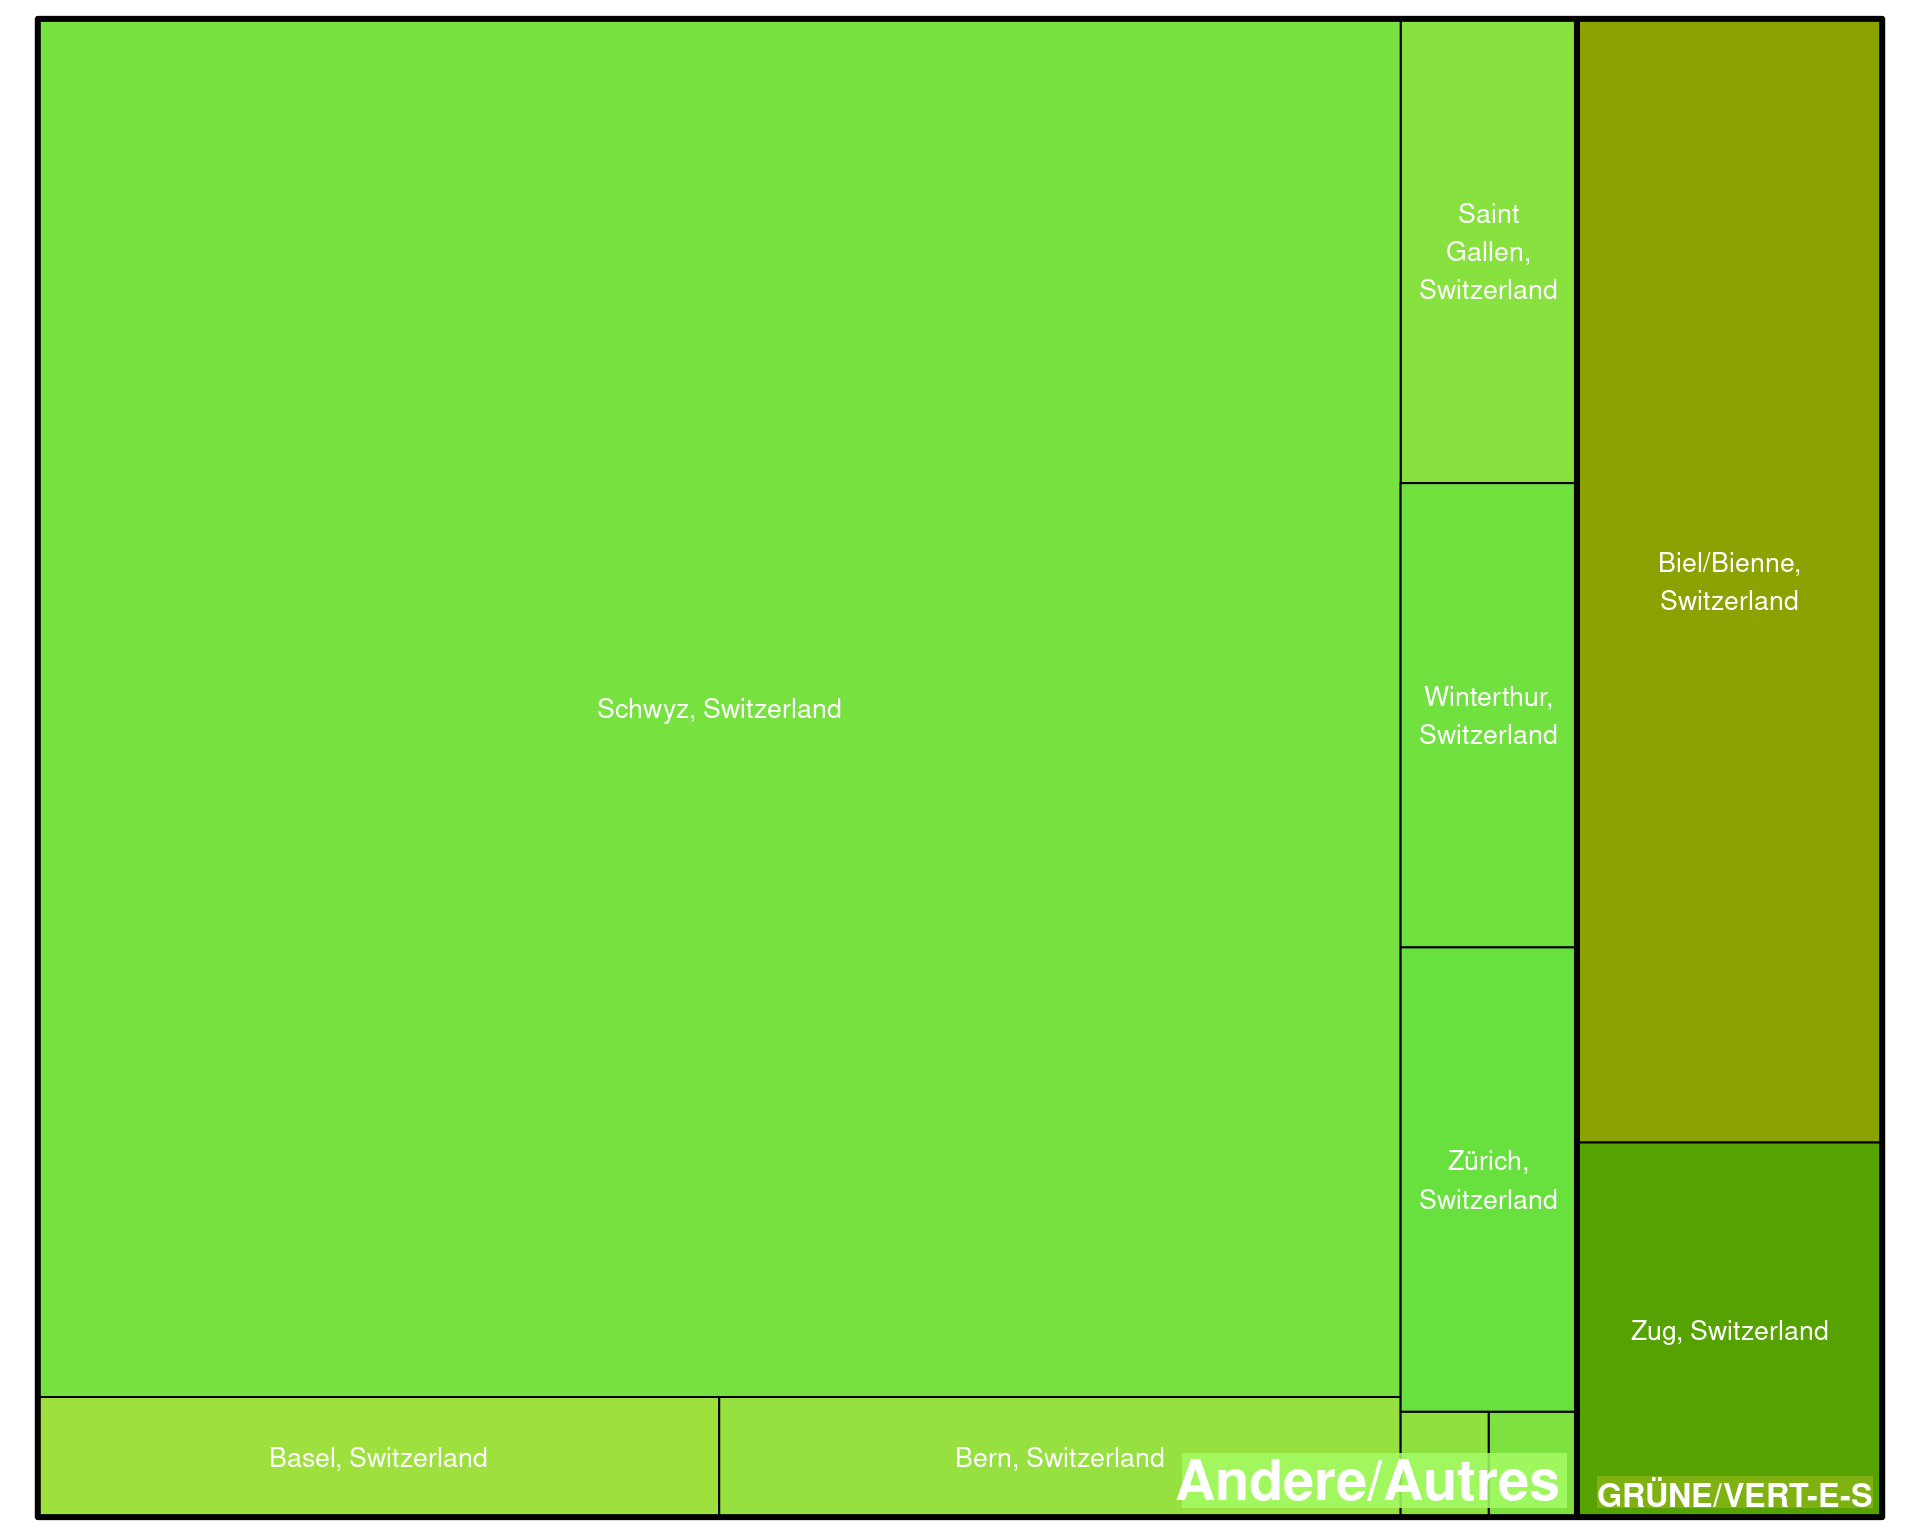 Schwyz, Switzerland
Basel, Switzerland
Bern, Switzerland
Saint
Gallen,
Switzerland
Winterthur,
Switzerland
Zürich,
Switzerland
Andere/Autres
Biel/Bienne,
Switzerland
Zug, Switzerland
GRÜNE/VERT-E-S